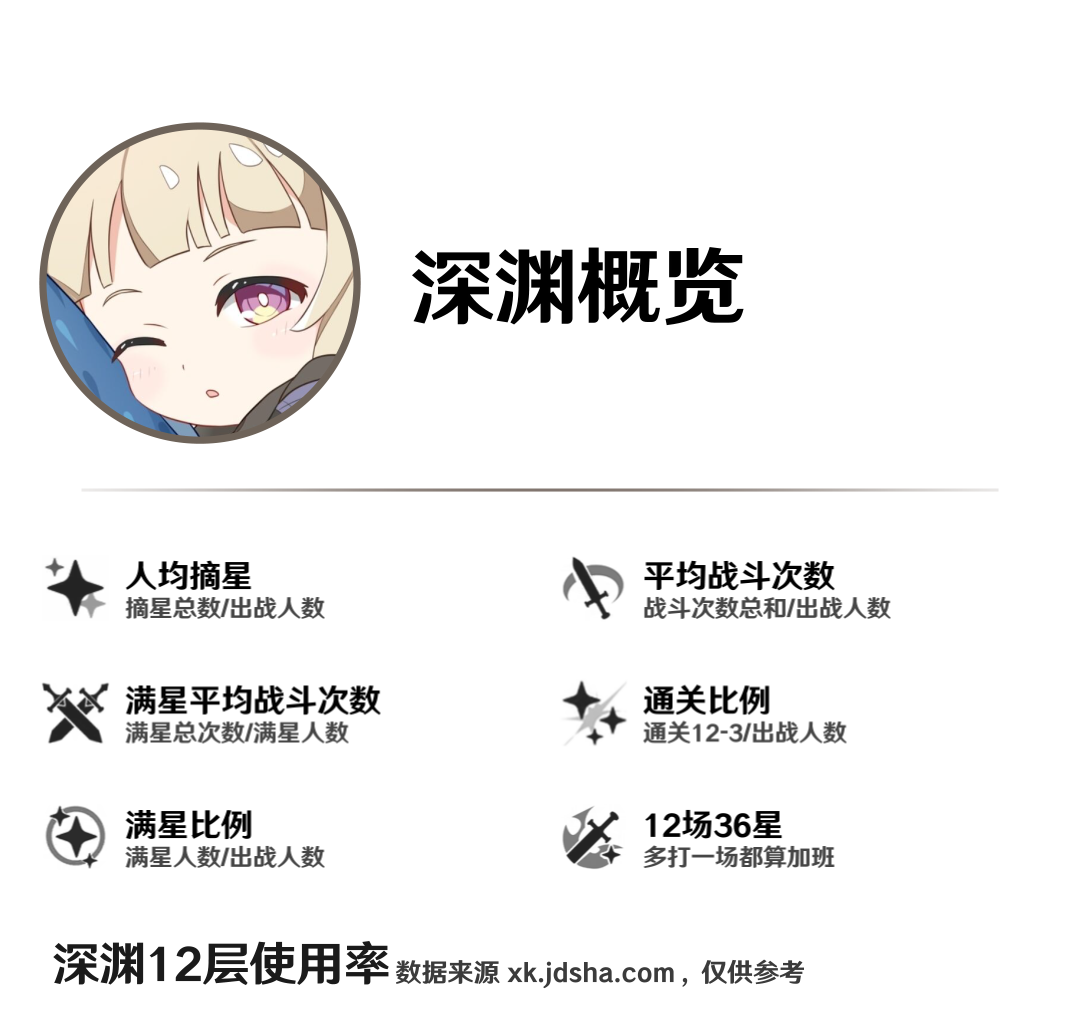 深渊概览
人均摘星
摘星总数/出战人数
平均战斗次数
战斗次数总和/出战人数
满星平均战斗次数
满星总次数/满星人数
通关比例
通关12-3/出战人数
满星比例
满星人数/出战人数
12场36星
多打一场都算加班
深渊12层使用率 数据来源 xk.jdsha.com，仅供参考